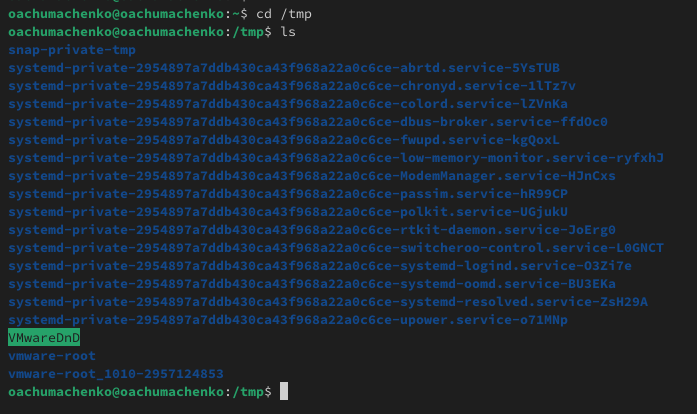 oachumachenko@oachumachenko:~$ cd /tmp
oachumachenko@oachumachenko:/tmp$ ls
snap-private-tmp
systemd-private-2954897a7ddb430ca43f968a22a0c6ce-abrtd.service-5YsTUB
systemd-private-2954897a7ddb430ca43f968a22a0c6ce-chronyd.service-1lTz7v
systemd-private-2954897a7ddb430ca43f968a22a0c6ce-colord.service-lZVnKa
systemd-private-2954897a7ddb430ca43f968a22a0c6ce-dbus-broker.service-ffdOc0
systemd-private-2954897a7ddb430ca43f968a22a0c6ce-fwupd.service-kgQoxL
systemd-private-2954897a7ddb430ca43f968a22a0c6ce-low-memory-monitor.service-ryfxhJ
systemd-private-2954897a7ddb430ca43f968a22a0c6ce-ModemManager.service-HJnCxs
systemd-private-2954897a7ddb430ca43f968a22a0c6ce-passim.service-hR99CP
systemd-private-2954897a7ddb430ca43f968a22a0c6ce-polkit.service-UGjukU
systemd-private-2954897a7ddb430ca43f968a22a0c6ce-rtkit-daemon.service-JoErg0
systemd-private-2954897a7ddb430ca43f968a22a0c6ce-switcheroo-control.service-L0GNCT
systemd-private-2954897a7ddb430ca43f968a22a0c6ce-systemd-logind.service-O3Zi7e
systemd-private-2954897a7ddb430ca43f968a22a0c6ce-systemd-oomd.service-BU3EKa
systemd-private-2954897a7ddb430ca43f968a22a0c6ce-systemd-resolved.service-ZsH29A
systemd-private-2954897a7ddb430ca43f968a22a0c6ce-upower.service-o71MNp
VMwareDnD
vmware-root
vmware-root_1010-2957124853
oachumachenko@oachumachenko:/tmp$